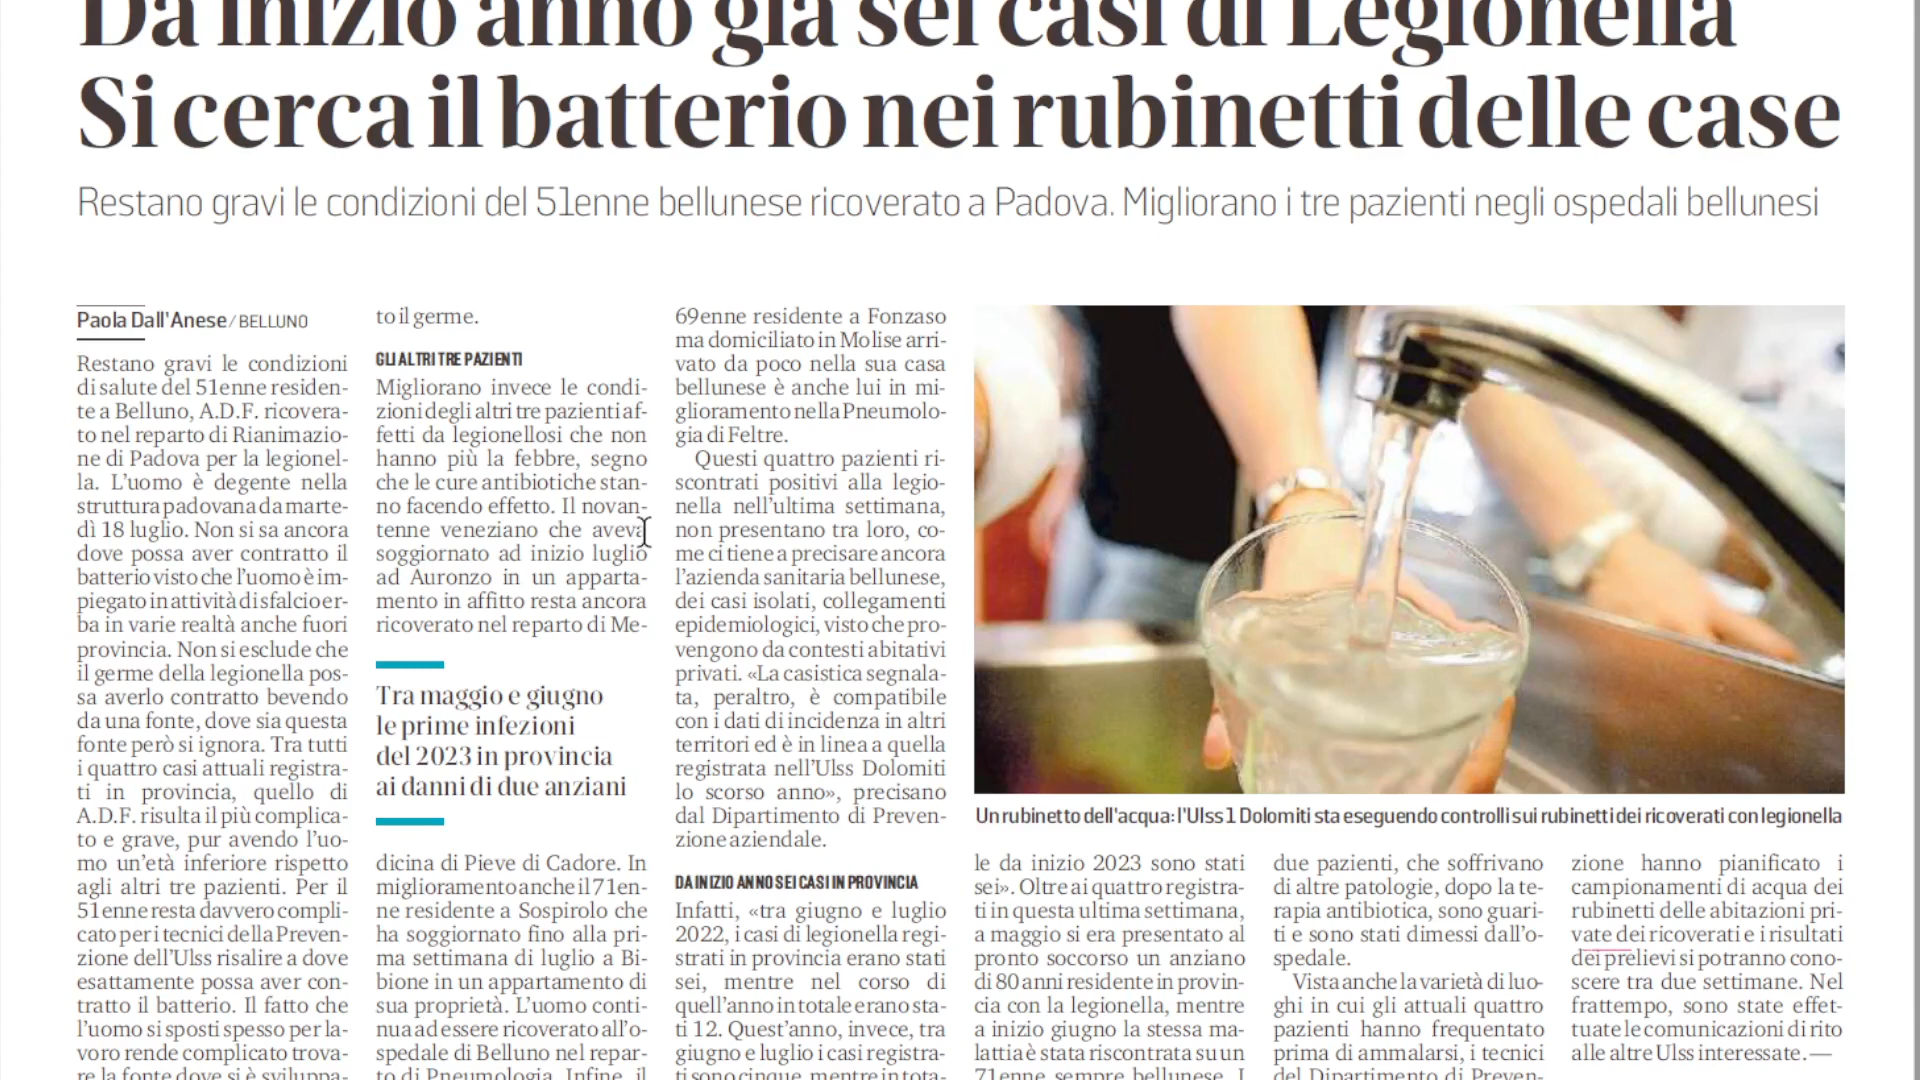 Da inizio anno già sei casi di Legionella
Si cerca il batterio nei rubinetti delle case
Restano gravi le condizioni del 51enne bellunese ricoverato a Padova. Migliorano i tre pazienti negli ospedali bellunesi
Paola Dall'Anese / BELLUNO
Restano gravi le condizioni
di salute del 51enne residen-
te a Belluno, A.D.F. ricovera-
to nel reparto di Rianimazio-
ne di Padova per la legionel-
la. L'uomo è degente nella
struttura padovana da marte-
dì 18 luglio. Non si sa ancora
dove possa aver contratto il
batterio visto che l'uomo è im-
piegato in attività di sfalcio er-
ba in varie realtà anche fuori
provincia. Non si esclude che
il germe della legionella pos-
sa averlo contratto bevendo
da una fonte, dove sia questa
fonte però si ignora. Tra tutti
i quattro casi attuali registra-
ti in provincia, quello di
A.D.F. risulta il più complica-
to e grave, pur avendo l'uo-
mo un'età inferiore rispetto
agli altri tre pazienti. Per il
51enne resta davvero compli-
cato per i tecnici della Preven-
zione dell'Ulss risalire a dove
esattamente possa aver con-
tratto il batterio. Il fatto che
l'uomo si sposti spesso per la-
voro rende complicato trova-
re la fonte dove si è sviluppa-
to il germe.
GLI ALTRI TRE PAZIENTI
Migliorano invece le condi-
zioni degli altri tre pazienti af-
fetti da legionellosi che non
hanno più la febbre, segno
che le cure antibiotiche stan-
no facendo effetto. Il novan-
tenne veneziano che aveva
soggiornato ad inizio luglio
ad Auronzo in un apparta-
mento in affitto resta ancora
ricoverato nel reparto di Me-
Tra maggio e giugno
le prime infezioni
del 2023 in provincia
ai danni di due anziani
dicina di Pieve di Cadore. In
miglioramento anche il 71en-
ne residente a Sospirolo che
ha soggiornato fino alla pri-
ma settimana di luglio a Bi-
bione in un appartamento di
sua proprietà. L'uomo conti-
nua ad essere ricoverato all'o-
spedale di Belluno nel repar-
to di Pneumologia. Infine, il
69enne residente a Fonzaso
ma domiciliato in Molise arri-
vato da poco nella sua casa
bellunese è anche lui in mi-
glioramento nella Pneumolo-
gia di Feltre.
Questi quattro pazienti ri-
scontrati positivi alla legio-
nella nell'ultima settimana,
non presentano tra loro, co-
me ci tiene a precisare ancora
l'azienda sanitaria bellunese,
dei casi isolati, collegamenti
epidemiologici, visto che pro-
vengono da contesti abitativi
privati. «La casistica segnala-
ta, peraltro, è compatibile
con i dati di incidenza in altri
territori ed è in linea a quella
registrata nell'Ulss Dolomiti
lo scorso anno», precisano
dal Dipartimento di Preven-
zione aziendale.
DA INIZIO ANNO SEI CASI IN PROVINCIA
Infatti, «tra giugno e luglio
2022, i casi di legionella regi-
strati in provincia erano stati
sei, mentre nel corso di
quell'anno in totale erano sta-
ti 12. Quest'anno, invece, tra
giugno e luglio i casi registra-
ti sono cinque, mentre in tota-
Un rubinetto dell'acqua: l'Ulss 1 Dolomiti sta eseguendo controlli sui rubinetti dei ricoverati con legionella
le da inizio 2023 sono stati
sei». Oltre ai quattro registra-
ti in questa ultima settimana,
a maggio si era presentato al
pronto soccorso un anziano
di 80 anni residente in provin-
cia con la legionella, mentre
a inizio giugno la stessa ma-
lattia è stata riscontrata su un
71enne, sempre bellunese. I
due pazienti, che soffrivano
di altre patologie, dopo la te-
rapia antibiotica, sono guari-
ti e sono stati dimessi dall'o-
spedale.
Vista anche la varietà di luo-
ghi in cui gli attuali quattro
pazienti hanno frequentato
prima di ammalarsi, i tecnici
del Dipartimento di Preven-
zione hanno pianificato i
campionamenti di acqua dei
rubinetti delle abitazioni pri-
vate dei ricoverati e i risultati
dei prelievi si potranno cono-
scere tra due settimane. Nel
frattempo, sono state effet-
tuate le comunicazioni di rito
alle altre Ulss interessate. —